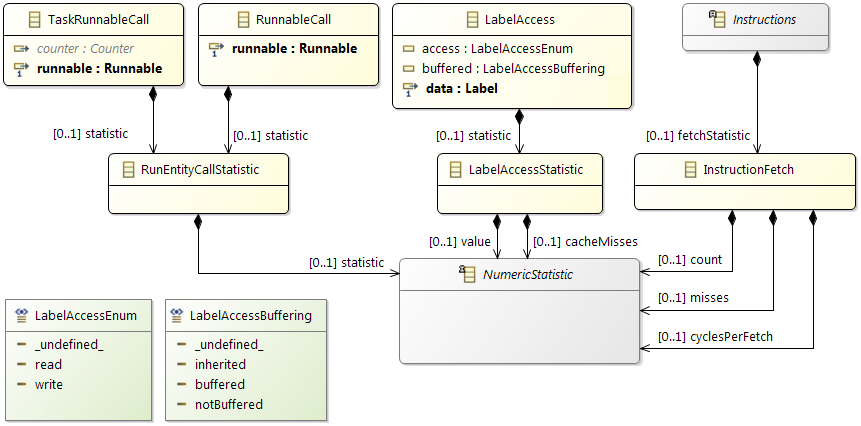 TaskRunnableCall
counter : Counter
runnable : Runnable
RunnableCall
runnable : Runnable
LabelAccess
access : LabelAccessEnum
buffered : LabelAccessBuffering
data : Label
Instructions
[0..1] statistic
[0..1] statistic
[0..1] statistic
[0..1] fetchStatistic
RunEntityCallStatistic
LabelAccessStatistic
InstructionFetch
[0..1] value
[0..1] cacheMisses
[0..1] statistic
NumericStatistic
[0..1] count
[0..1] misses
[0..1] cyclesPerFetch
LabelAccessEnum
_undefined_
read
write
LabelAccessBuffering
_undefined_
inherited
buffered
notBuffered